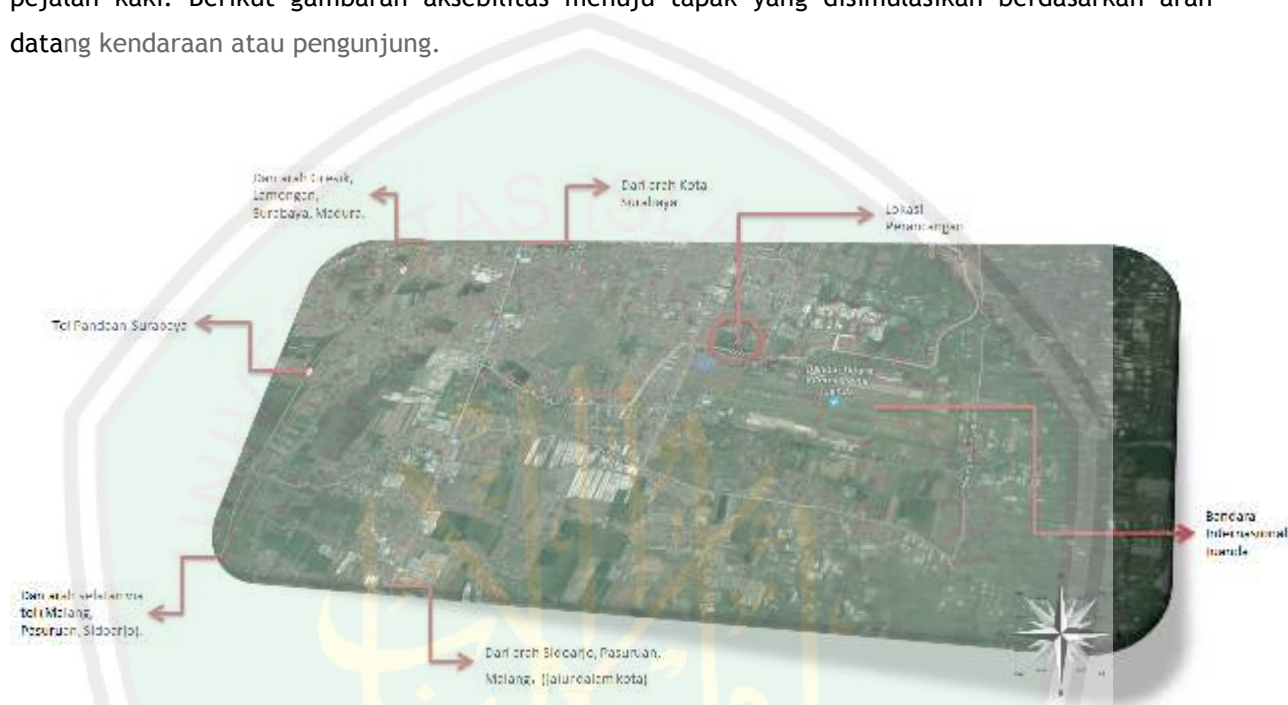 pejalan kaki. Berikut gambaran aksebilitas menuju tapak yang disimulasikan berdasarkan arah
datang kendaraan atau pengunjung.
Dari arah Gresik,
Lamongan,
Surabaya, Madura.
Dari arah Kota
Surabaya
Lokasi
Perancangan
Tol Pandaan-Surabaya
Bandara
Internasional
Juanda
Dari arah selatan via
tol (Malang,
Pasuruan, Sidoarjo).
Dari arah Sidoarjo, Pasuruan,
Malang. (jalur dalam kota)